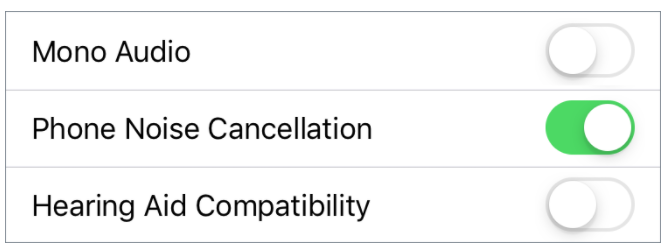 Mono Audio
Phone Noise Cancellation
Hearing Aid Compatibility